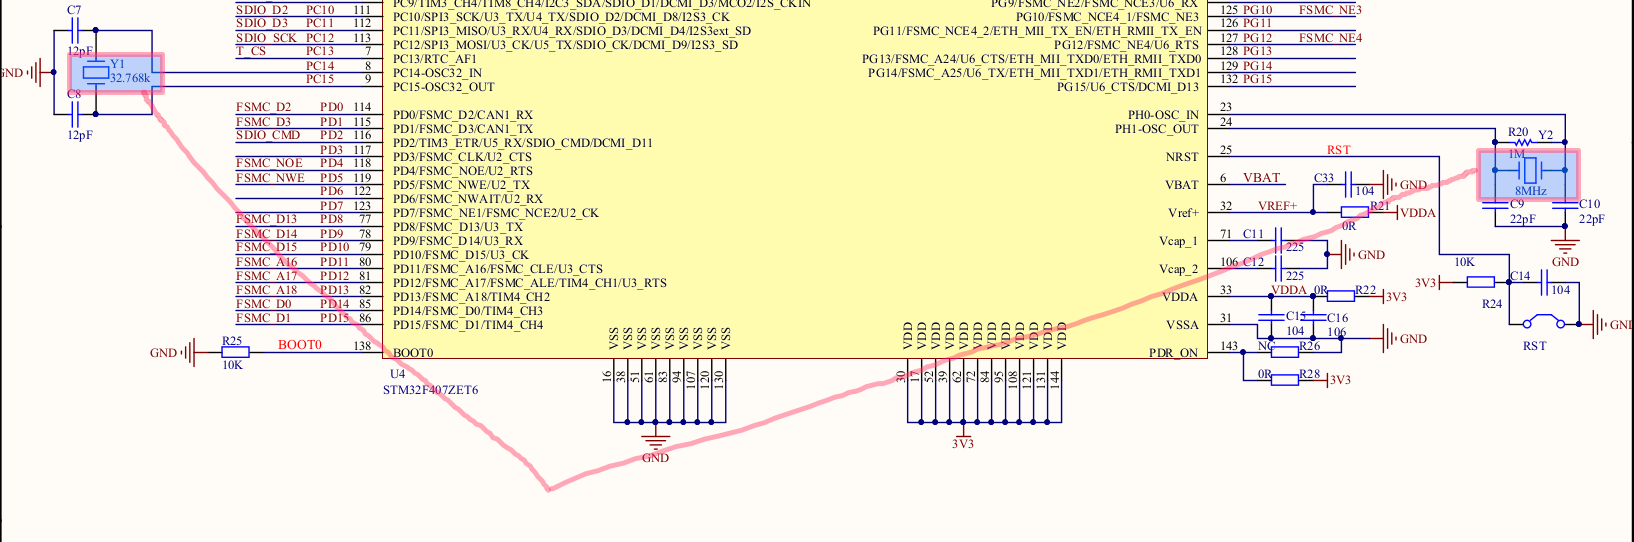 PC9/TIM3_CH4/TIM8_CH4/I2C3_SDA/SDIO_D1/DCMI_D3/MCO2/I2S_CKIN
SDIO_D2 PC10 111 PC10/SPI3_SCK/U3_TX/U4_TX/SDIO_D2/DCMI_D8/I2S3_CK
SDIO_D3 PC11 112 PC11/SPI3_MISO/U3_RX/U4_RX/SDIO_D3/DCMI_D4/I2S3ext_SD
SDIO_SCK PC12 113 PC12/SPI3_MOSI/U3_CK/U5_TX/SDIO_CK/DCMI_D9/I2S3_SD
T_CS PC13 7 PC13/RTC_AF1
PC14 8 PC14-OSC32_IN
PC15 9 PC15-OSC32_OUT
C7
12pF
GND
Y1
32.768k
C8
12pF
FSMC_D2 PD0 114 PD0/FSMC_D2/CAN1_RX
FSMC_D3 PD1 115 PD1/FSMC_D3/CAN1_TX
SDIO_CMD PD2 116 PD2/TIM3_ETR/U5_RX/SDIO_CMD/DCMI_D11
PD3 117 PD3/FSMC_CLK/U2_CTS
FSMC_NOE PD4 118 PD4/FSMC_NOE/U2_RTS
FSMC_NWE PD5 119 PD5/FSMC_NWE/U2_TX
PD6 122 PD6/FSMC_NWAIT/U2_RX
PD7 123 PD7/FSMC_NE1/FSMC_NCE2/U2_CK
FSMC_D13 PD8 77 PD8/FSMC_D13/U3_TX
FSMC_D14 PD9 78 PD9/FSMC_D14/U3_RX
FSMC_D15 PD10 79 PD10/FSMC_D15/U3_CK
FSMC_A16 PD11 80 PD11/FSMC_A16/FSMC_CLE/U3_CTS
FSMC_A17 PD12 81 PD12/FSMC_A17/FSMC_ALE/TIM4_CH1/U3_RTS
FSMC_A18 PD13 82 PD13/FSMC_A18/TIM4_CH2
FSMC_D0 PD14 85 PD14/FSMC_D0/TIM4_CH3
FSMC_D1 PD15 86 PD15/FSMC_D1/TIM4_CH4
GND R25 10K BOOT0 138 BOOT0
U4
STM32F407ZET6
VSS VSS VSS VSS VSS VSS VSS VSS VSS
16 38 51 61 83 94 107 120 130
GND
VDD VDD VDD VDD VDD VDD VDD VDD VDD VDD VDD VDD
30 17 52 39 62 72 84 95 108 121 131 144
3V3
PG9/FSMC_NE2/FSMC_NCE3/U6_RX
PG10/FSMC_NCE4_1/FSMC_NE3 125 PG10 FSMC_NE3
PG11/FSMC_NCE4_2/ETH_MII_TX_EN/ETH_RMII_TX_EN 126 PG11
PG12/FSMC_NE4/U6_RTS 127 PG12 FSMC_NE4
PG13/FSMC_A24/U6_CTS/ETH_MII_TXD0/ETH_RMII_TXD0 128 PG13
PG14/FSMC_A25/U6_TX/ETH_MII_TXD1/ETH_RMII_TXD1 129 PG14
PG15/U6_CTS/DCMI_D13 132 PG15
PH0-OSC_IN 23
PH1-OSC_OUT 24
NRST 25 RST
VBAT 6 VBAT
Vref+ 32 VREF+
Vcap_1 71 C11 225
Vcap_2 106 C12 225
VDDA 33 VDDA 0R R22 3V3
VSSA 31
PDR_ON 143 NC R26
0R R28 3V3
C33 104 GND
R21 0R VDDA
GND
C15 104
C16 106
GND
R20 Y2
1M
8MHz
C9 22pF
C10 22pF
GND
3V3 10K R24
C14 104
RST
GND